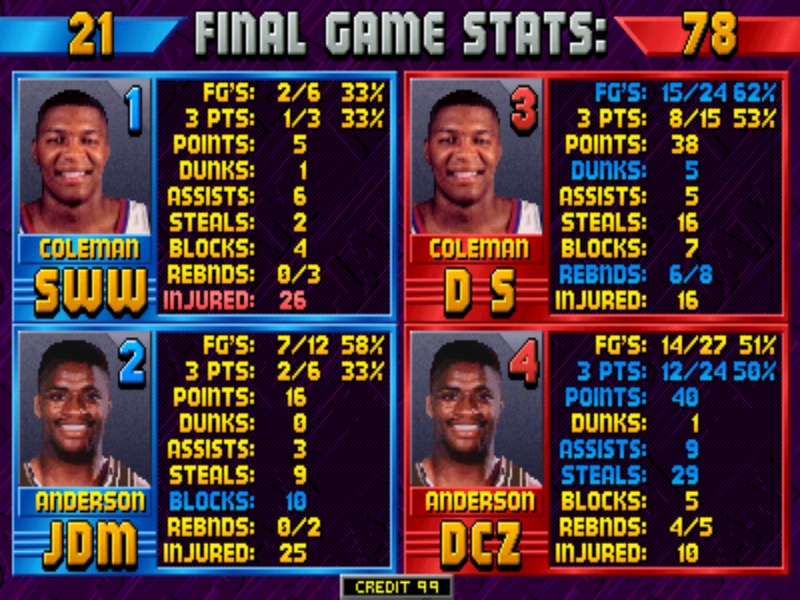 21 FINAL GAME STATS: 78
1
FG'S: 2/6 33%
3 PTS: 1/3 33%
POINTS: 5
DUNKS: 1
ASSISTS: 6
STEALS: 2
BLOCKS: 4
REBNDS: 0/3
INJURED: 26
COLEMAN
SWW
3
FG'S: 15/24 62%
3 PTS: 8/15 53%
POINTS: 38
DUNKS: 5
ASSISTS: 5
STEALS: 16
BLOCKS: 7
REBNDS: 6/8
INJURED: 16
COLEMAN
D S
2
FG'S: 7/12 58%
3 PTS: 2/6 33%
POINTS: 16
DUNKS: 0
ASSISTS: 3
STEALS: 9
BLOCKS: 10
REBNDS: 0/2
INJURED: 25
ANDERSON
JDM
4
FG'S: 14/27 51%
3 PTS: 12/24 50%
POINTS: 40
DUNKS: 1
ASSISTS: 9
STEALS: 29
BLOCKS: 5
REBNDS: 4/5
INJURED: 10
ANDERSON
DCZ
CREDIT 99